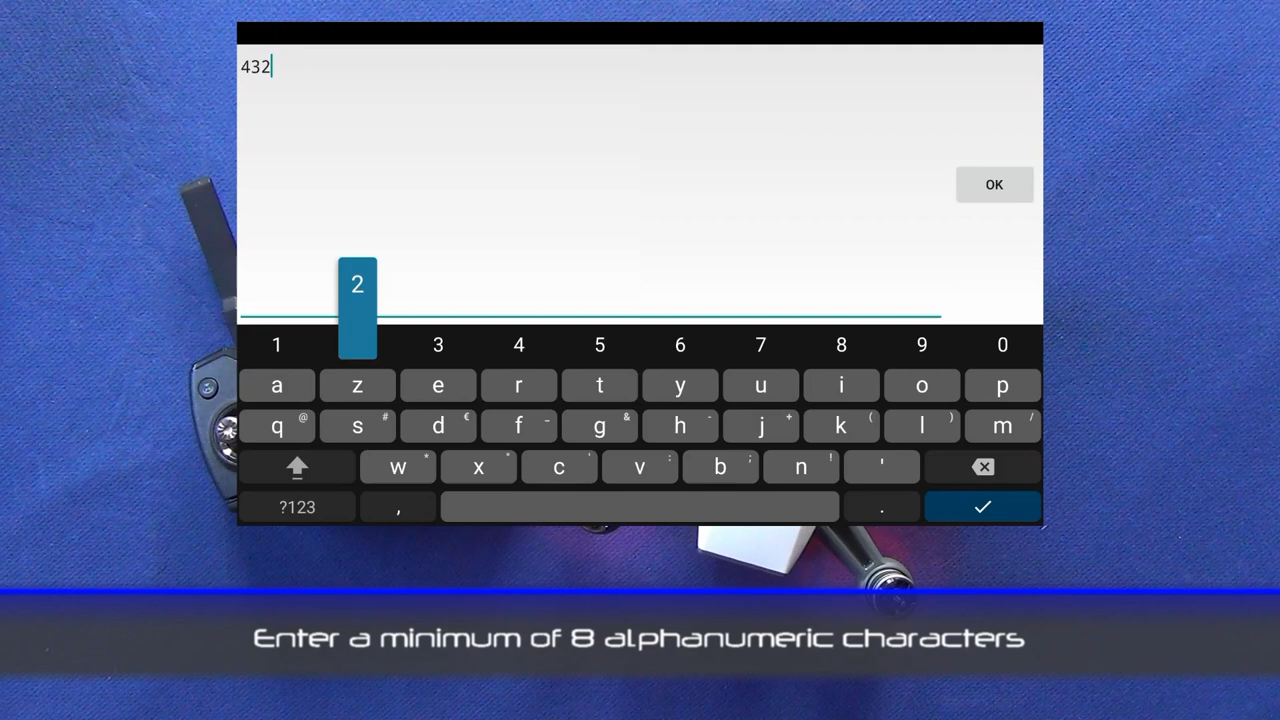 432
OK
2
1 3 4 5 6 7 8 9 0
a z e r t y u i o p
q @ s # d € f _ g & h - j + k ( l ) m /
w * x " c ' v : b ; n ! '
?123 , .
Enter a minimum of 8 alphanumeric characters